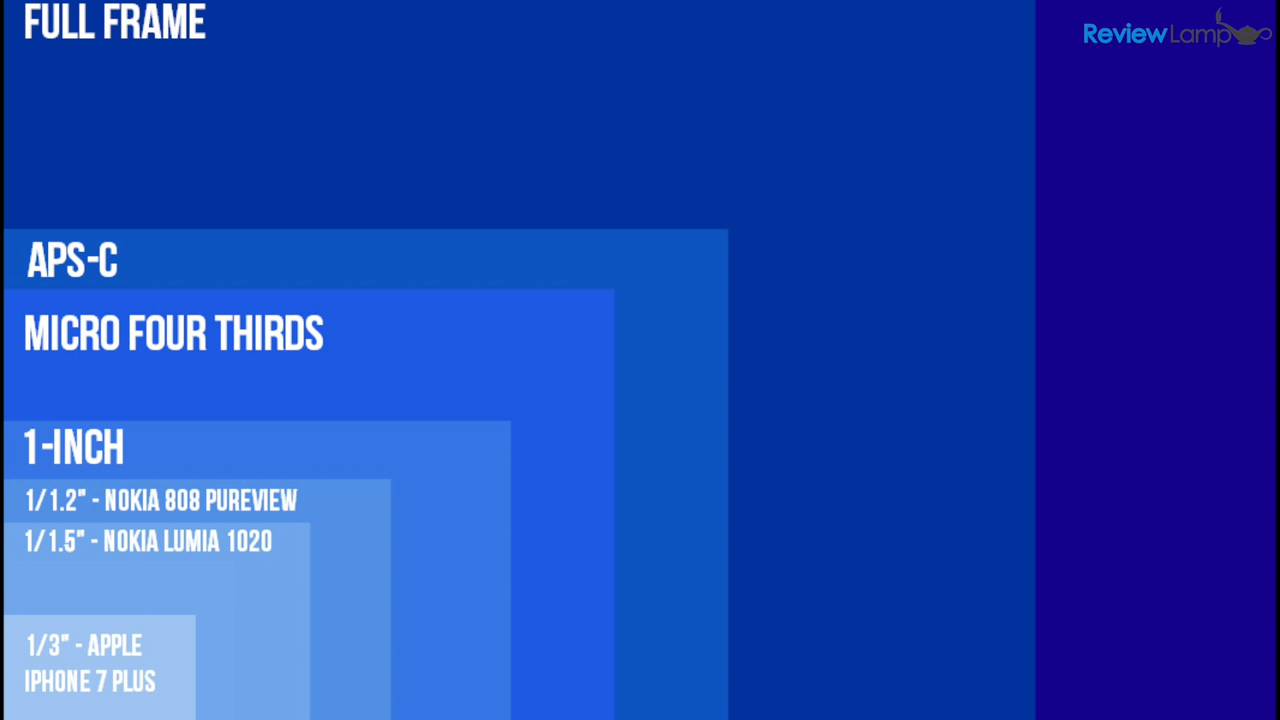 FULL FRAME
ReviewLamp
APS-C
MICRO FOUR THIRDS
1-INCH
1/1.2" - NOKIA 808 PUREVIEW
1/1.5" - NOKIA LUMIA 1020
1/3" - APPLE
IPHONE 7 PLUS